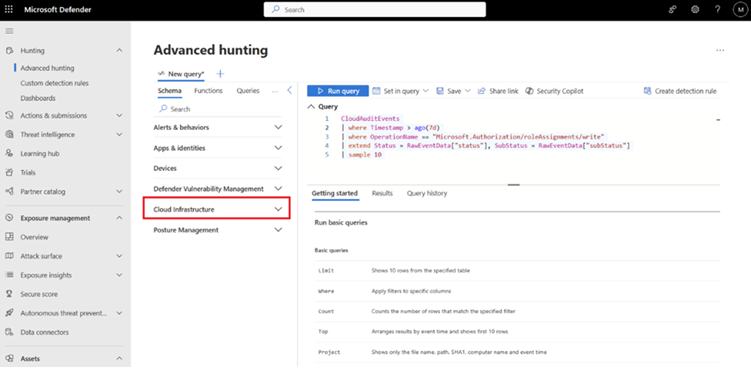 Microsoft Defender
Search
M
Hunting
Advanced hunting
Custom detection rules
Dashboards
Actions & submissions
Threat intelligence
Learning hub
Trials
Partner catalog
Exposure management
Overview
Attack surface
Exposure insights
Secure score
Autonomous threat prevent...
Data connectors
Assets
Advanced hunting
New query*
Schema Functions Queries ...
Search
Alerts & behaviors
Apps & identities
Devices
Defender Vulnerability Management
Cloud Infrastructure
Posture Management
Run query Set in query Save Share link Security Copilot Create detection rule
Query
1 CloudAuditEvents
2 | where Timestamp > ago(7d)
3 | where OperationName == "Microsoft.Authorization/roleAssignments/write"
4 | extend Status = RawEventData["status"], SubStatus = RawEventData["subStatus"]
5 | sample 10
Getting started Results Query history
Run basic queries
Basic queries
Limit Shows 10 rows from the specified table
Where Apply filters to specific columns
Count Counts the number of rows that match the specified filter
Top Arranges results by event time and shows first 10 rows
Project Shows only the file name, path, SHA1, computer name and event time